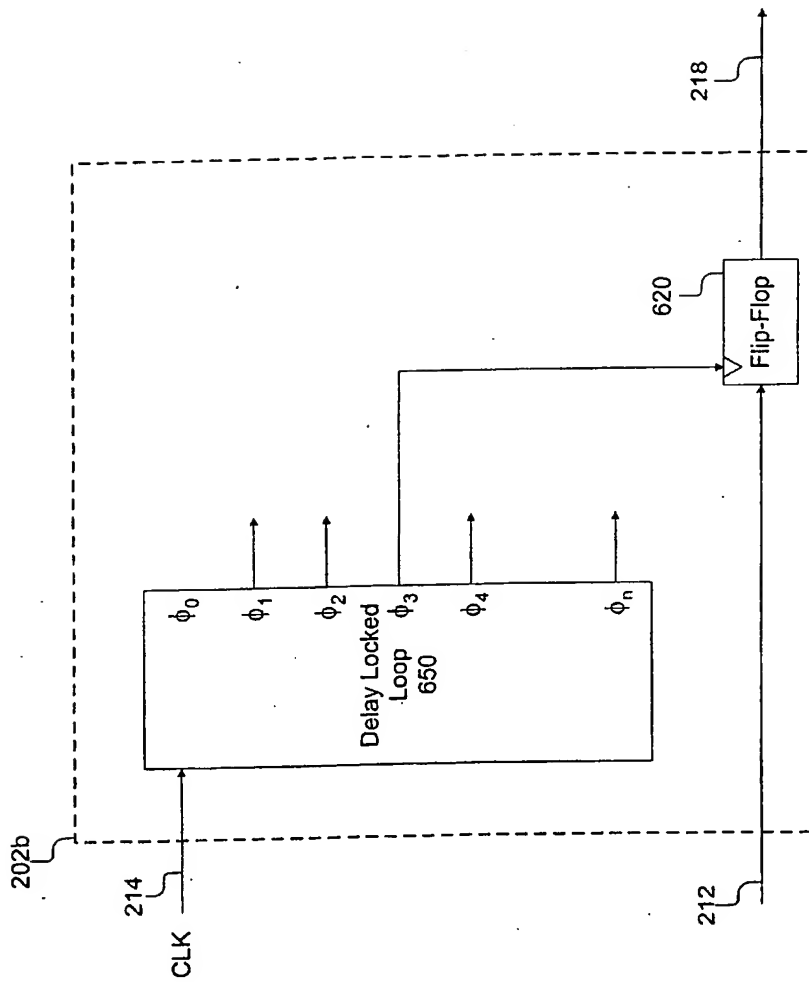 202b
CLK
214
ϕ0
ϕ1
ϕ2
ϕ3
ϕ4
ϕn
Delay Locked
Loop
650
620
Flip-Flop
212
218